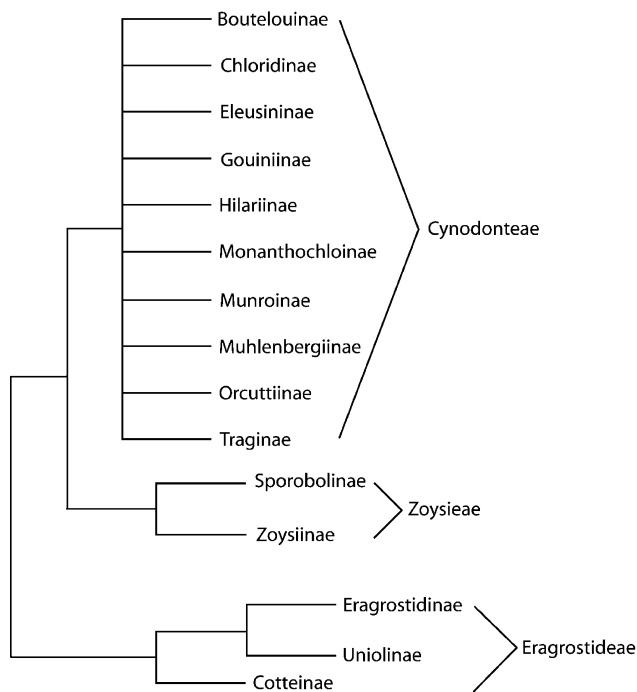 Boutelouinae
Chloridinae
Eleusininae
Gouiniinae
Hilariinae
Cynodonteae
Monanthochloinae
Munroinae
Muhlenbergiinae
Orcuttiinae
Traginae
Sporobolinae
Zoysieae
Zoysiinae
Eragrostidinae
Eragrostideae
Uniolinae
Cotteinae